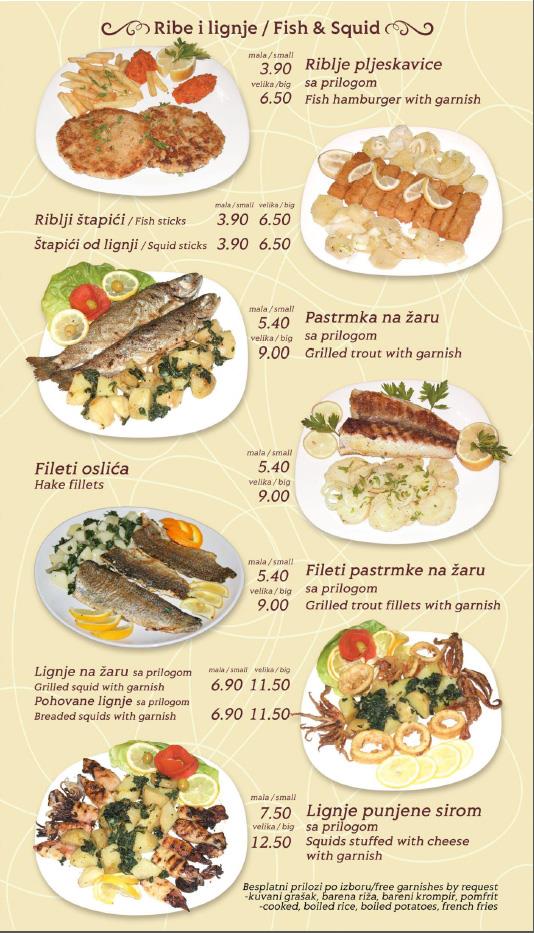 Ribe i lignje / Fish & Squid
mala / small
3.90
velika / big
6.50
Riblje pljeskavice
sa prilogom
Fish hamburger with garnish
mala / small velika / big
Riblji štapići / Fish sticks 3.90 6.50
Štapići od lignji / Squid sticks 3.90 6.50
mala / small
5.40
velika / big
9.00
Pastrmka na žaru
sa prilogom
Grilled trout with garnish
Fileti oslića
Hake fillets
mala / small
5.40
velika / big
9.00
mala / small
5.40
velika / big
9.00
Fileti pastrmke na žaru
sa prilogom
Grilled trout fillets with garnish
mala / small velika / big
Lignje na žaru sa prilogom
Grilled squid with garnish 6.90 11.50
Pohovane lignje sa prilogom
Breaded squids with garnish 6.90 11.50
mala / small
7.50
velika / big
12.50
Lignje punjene sirom
sa prilogom
Squids stuffed with cheese
with garnish
Besplatni prilozi po izboru/free garnishes by request
-kuvani grašak, barena riža, bareni krompir, pomfrit
-cooked, boiled rice, boiled potatoes, french fries